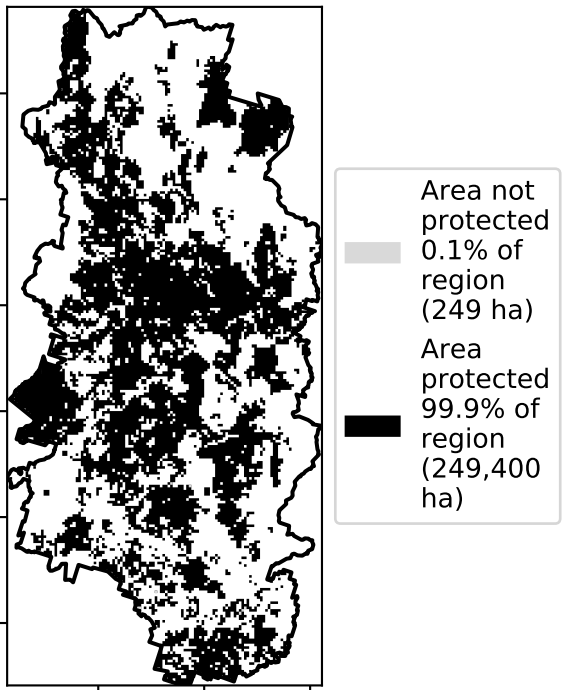 Area not
protected
0.1% of
region
(249 ha)
Area
protected
99.9% of
region
(249,400
ha)